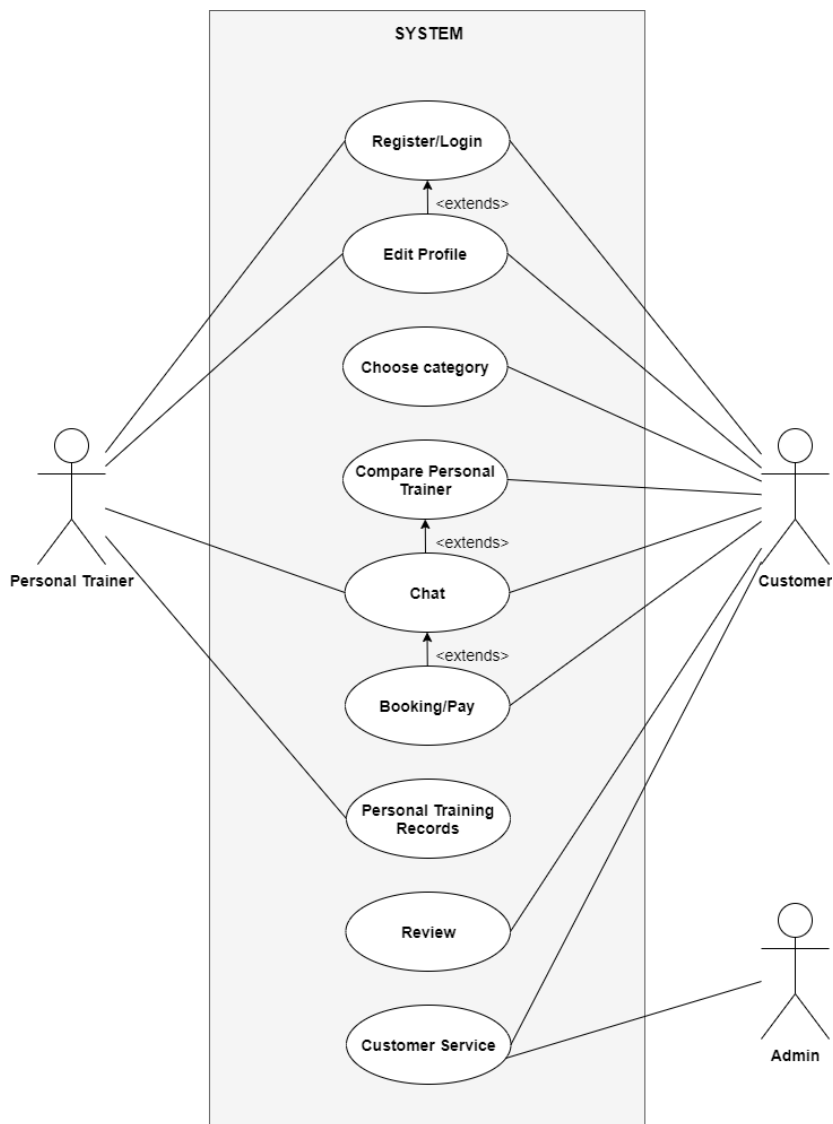 SYSTEM
Register/Login
<extends>
Edit Profile
Choose category
Compare Personal
Trainer
<extends>
Personal Trainer
Chat
Customer
<extends>
Booking/Pay
Personal Training
Records
Review
Customer Service
Admin